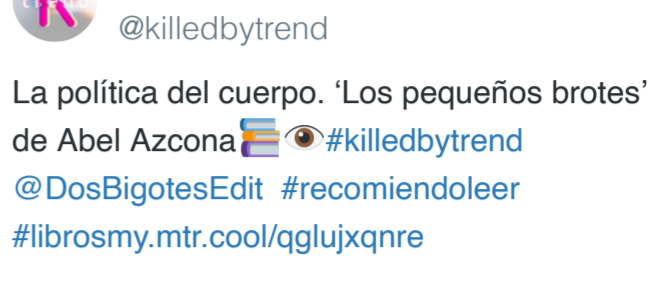 @killedbytrend
La política del cuerpo. ‘Los pequeños brotes’
de Abel Azcona📚👁️#killedbytrend
@DosBigotesEdit #recomiendoleer
#librosmy.mtr.cool/qglujxqnre